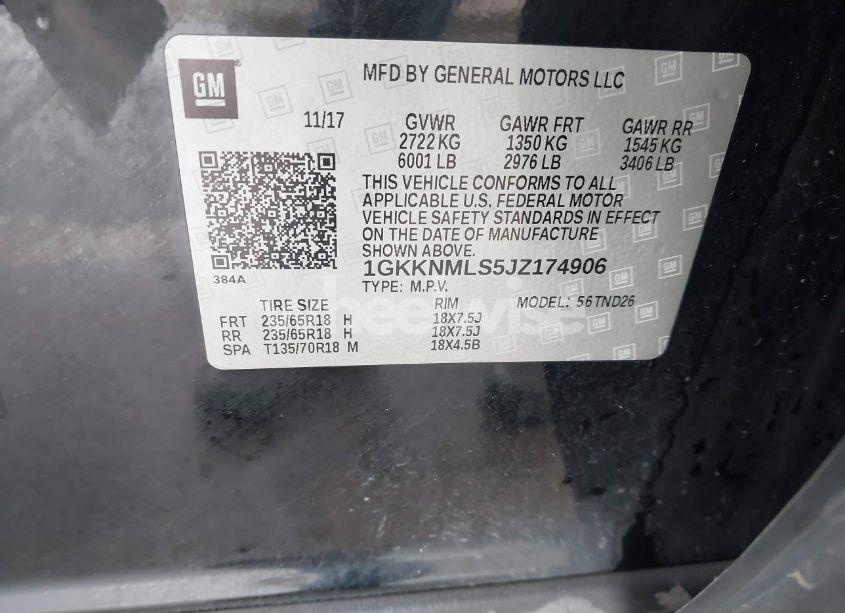 GM
MFD BY GENERAL MOTORS LLC
11/17 GVWR GAWR FRT GAWR RR
2722 KG 1350 KG 1545 KG
6001 LB 2976 LB 3406 LB
THIS VEHICLE CONFORMS TO ALL
APPLICABLE U.S. FEDERAL MOTOR
VEHICLE SAFETY STANDARDS IN EFFECT
ON THE DATE OF MANUFACTURE
SHOWN ABOVE.
384A
1GKKNMLS5JZ174906
TYPE: M.P.V.
TIRE SIZE RIM MODEL: 56TND26
FRT 235/65R18 H 18X7.5J
RR 235/65R18 H 18X7.5J
SPA T135/70R18 M 18X4.5B